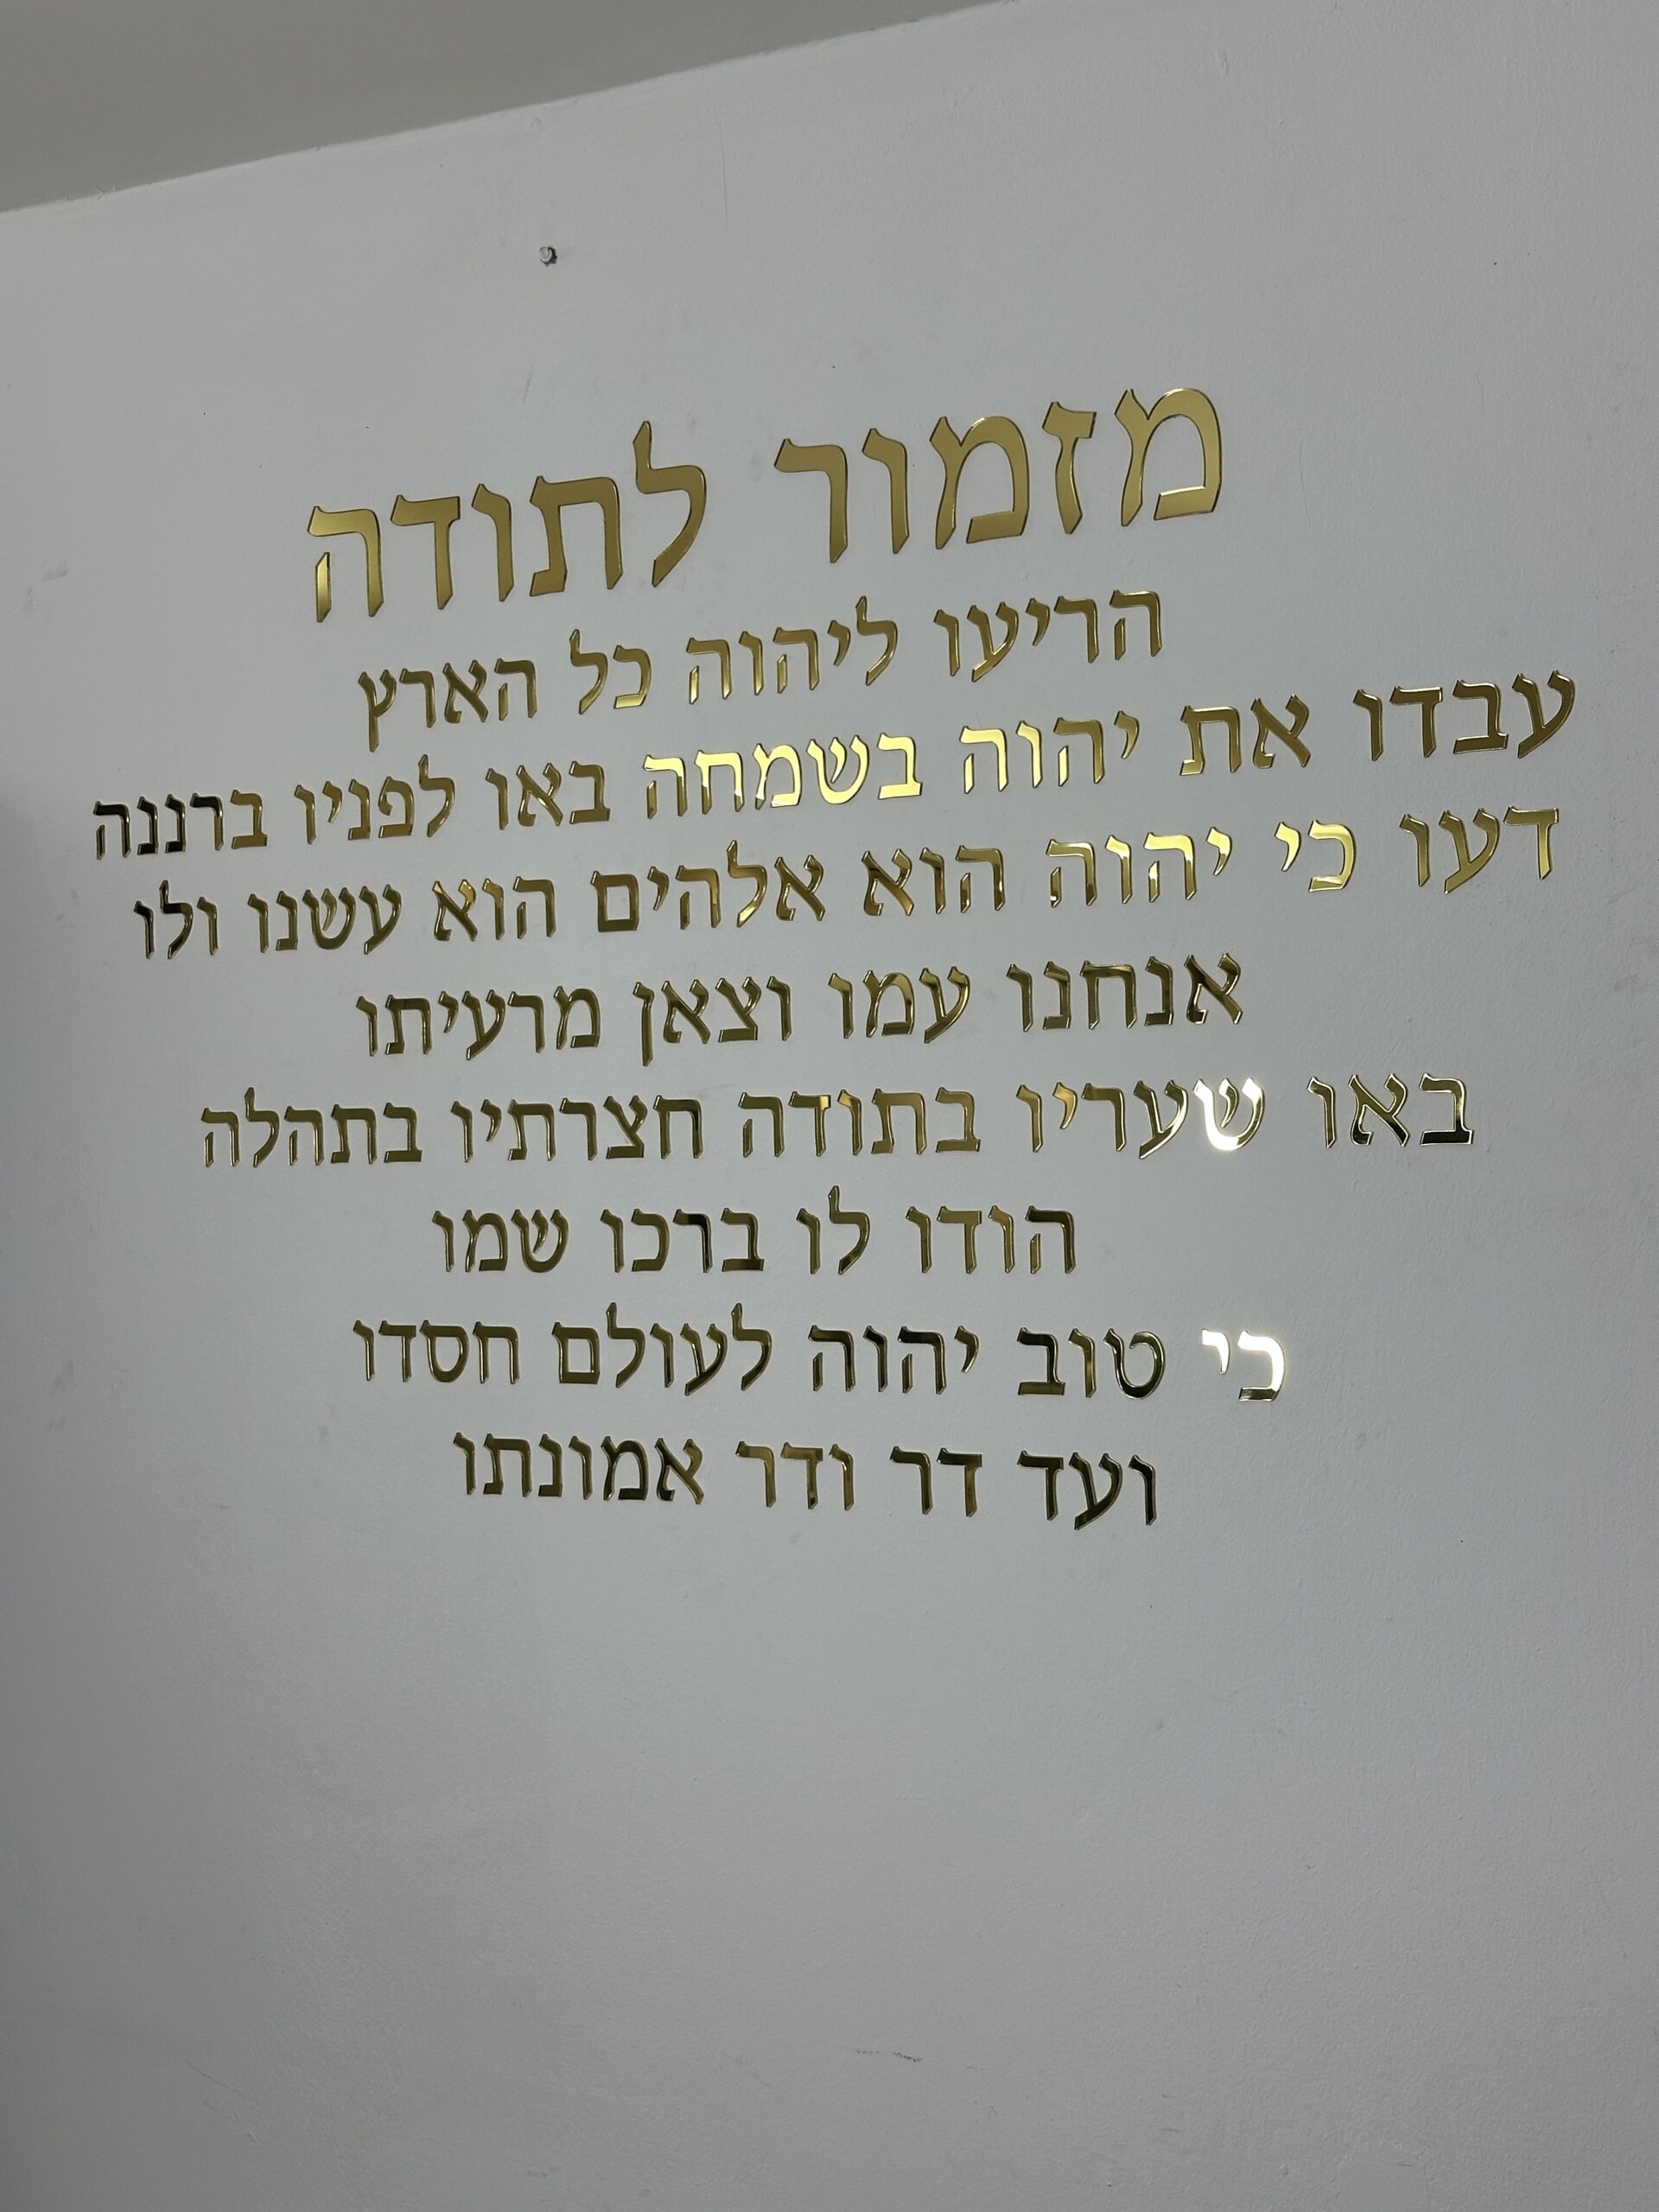 מזמור לתודה
הריעו ליהוה כל הארץ
עבדו את יהוה בשמחה באו לפניו ברננה
דעו כי יהוה הוא אלהים הוא עשנו ולו
אנחנו עמו וצאן מרעיתו
באו שעריו בתודה חצרתיו בתהלה
הודו לו ברכו שמו
כי טוב יהוה לעולם חסדו
ועד דר ודר אמונתו